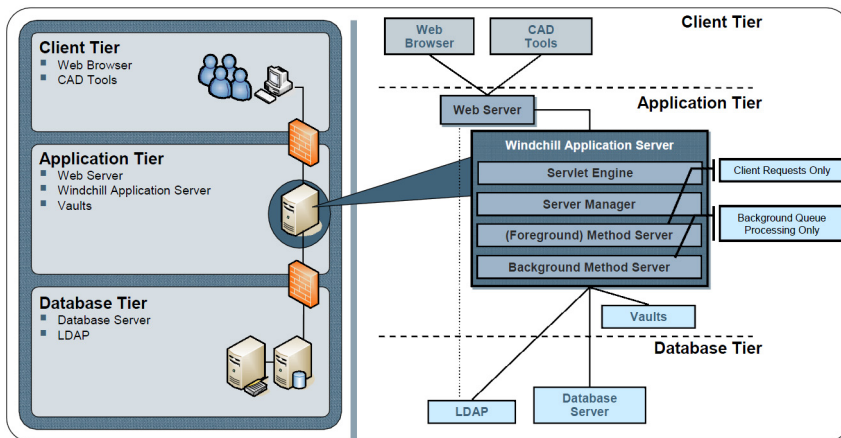 Client Tier
Web Browser
CAD Tools
Application Tier
Web Server
Windchill Application Server
Vaults
Database Tier
Database Server
LDAP
Client Tier
Web
Browser
CAD
Tools
Application Tier
Web Server
Windchill Application Server
Servlet Engine
Client Requests Only
Server Manager
Background Queue
Processing Only
(Foreground) Method Server
Background Method Server
Vaults
Database Tier
LDAP
Database
Server